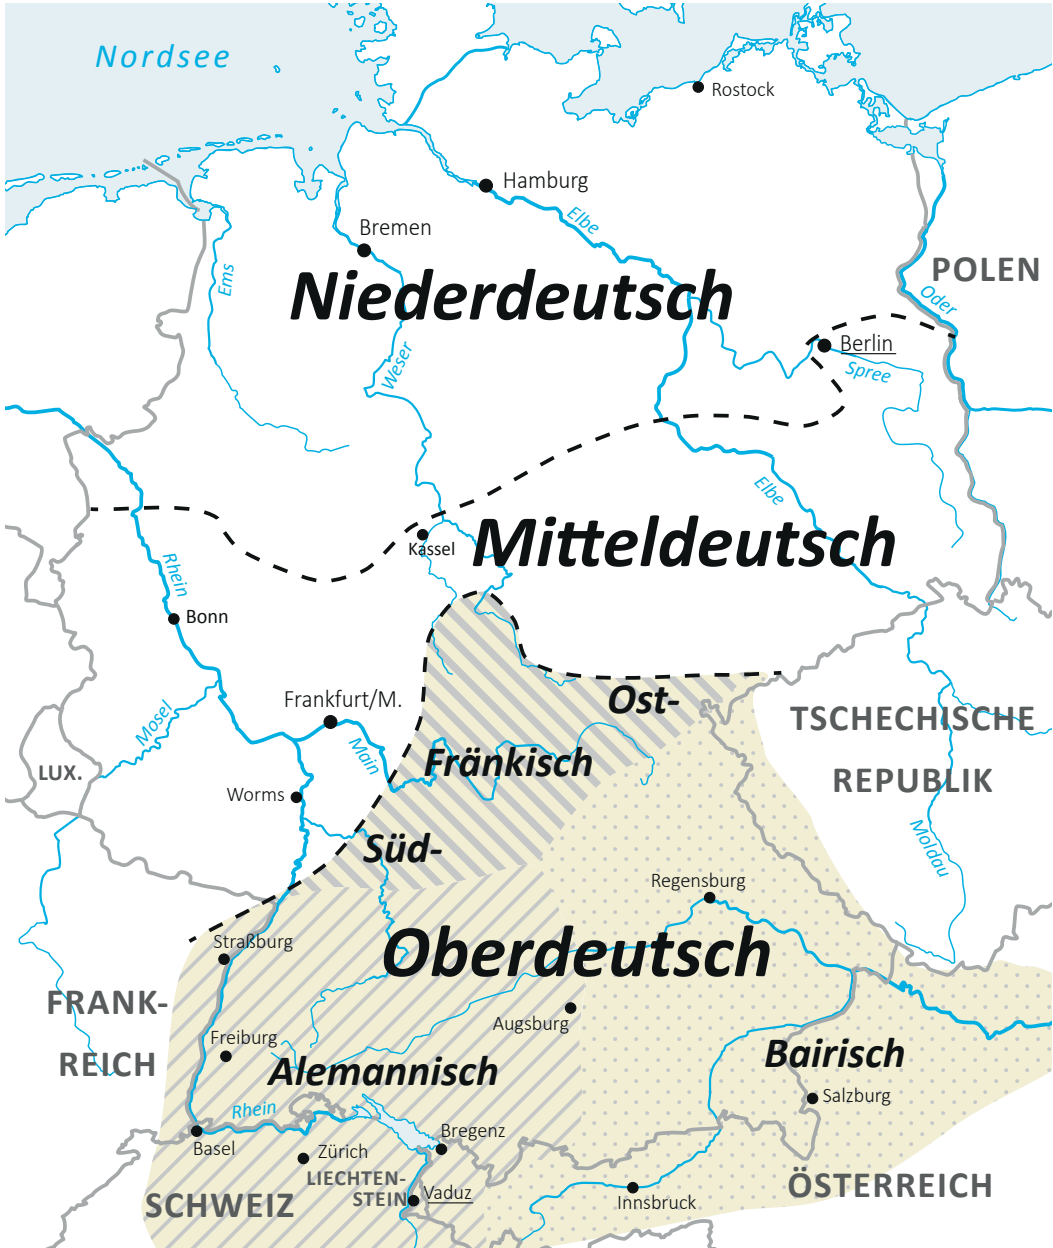 Nordsee
Rostock
Hamburg
Elbe
Bremen
Ems
POLEN
Niederdeutsch
Oder
Berlin
Weser
Spree
Elbe
Mitteldeutsch
Kassel
Rhein
Bonn
Ost-
Frankfurt/M.
Mosel
TSCHECHISCHE
REPUBLIK
Main
Fränkisch
LUX.
Worms
Süd-
Moldau
Regensburg
Straßburg
Oberdeutsch
FRANK-
REICH
Augsburg
Freiburg
Alemannisch
Bairisch
Rhein
Salzburg
Basel
Bregenz
Zürich
LIECHTEN-
STEIN
Vaduz
SCHWEIZ
Innsbruck
ÖSTERREICH